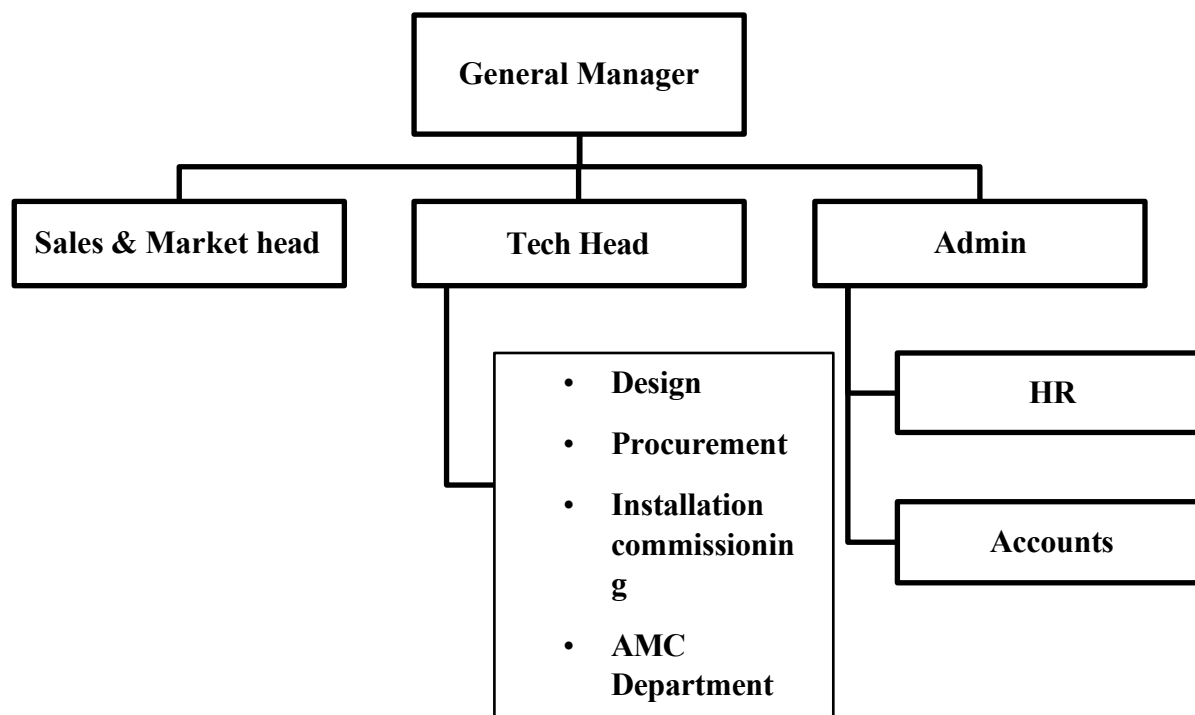 General Manager
Sales & Market head
Tech Head
Admin
• Design
• Procurement
• Installation
commissionin
g
• AMC
Department
HR
Accounts